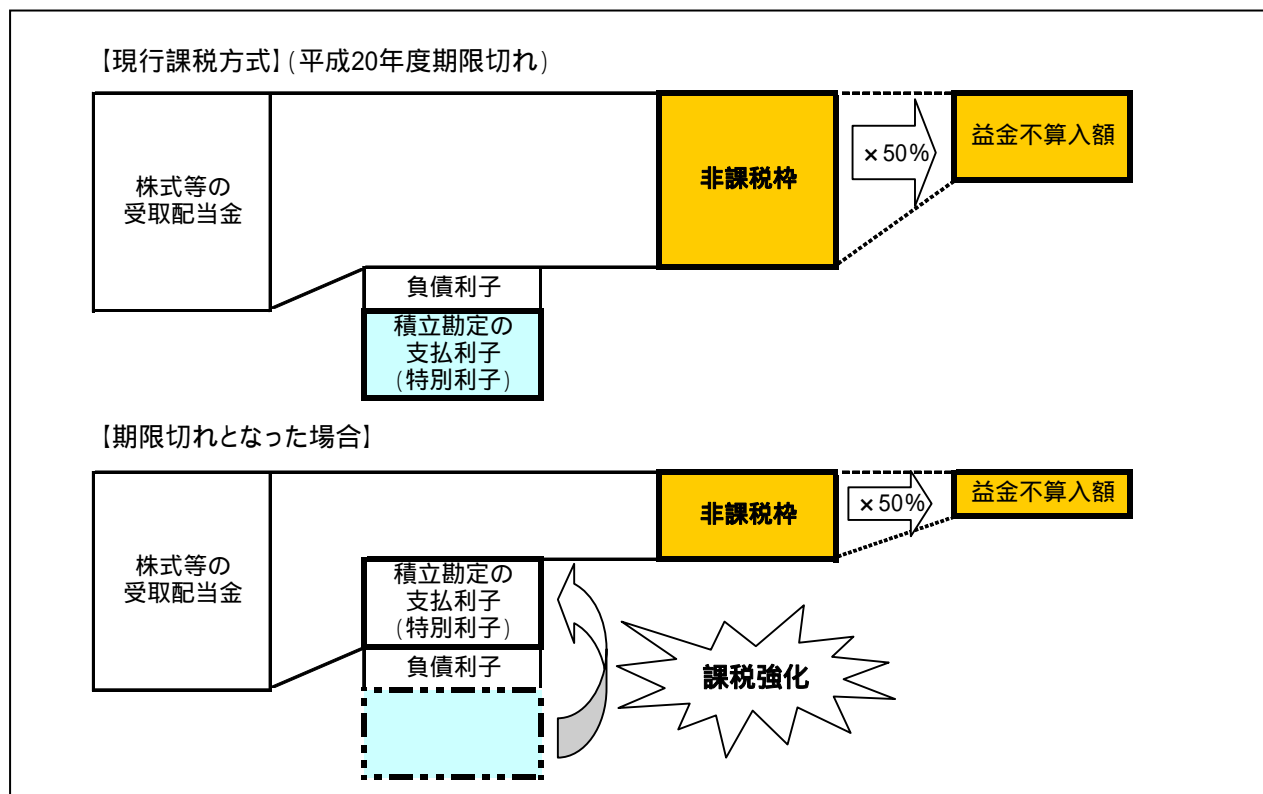 【現行課税方式】(平成20年度期限切れ)
株式等の
受取配当金
非課税枠
×50%
益金不算入額
負債利子
積立勘定の
支払利子
(特別利子)
【期限切れとなった場合】
株式等の
受取配当金
非課税枠
×50%
益金不算入額
積立勘定の
支払利子
(特別利子)
負債利子
課税強化